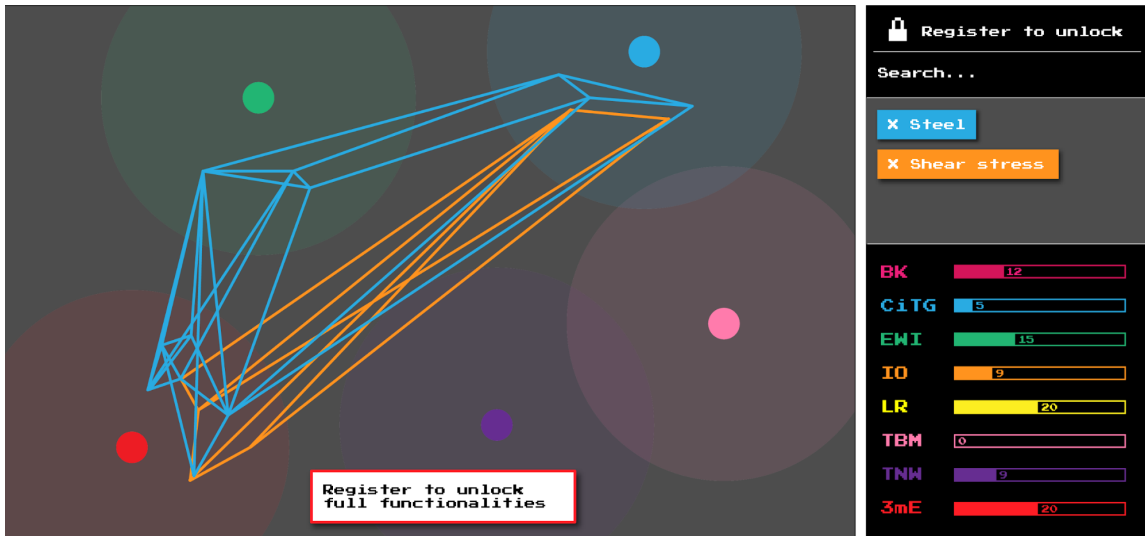 Register to unlock
Search...
× Steel
× Shear stress
BK 12
CiTG 5
EWI 15
IO 9
LR 20
TBM 0
TNW 9
3mE 20
Register to unlock
full functionalities